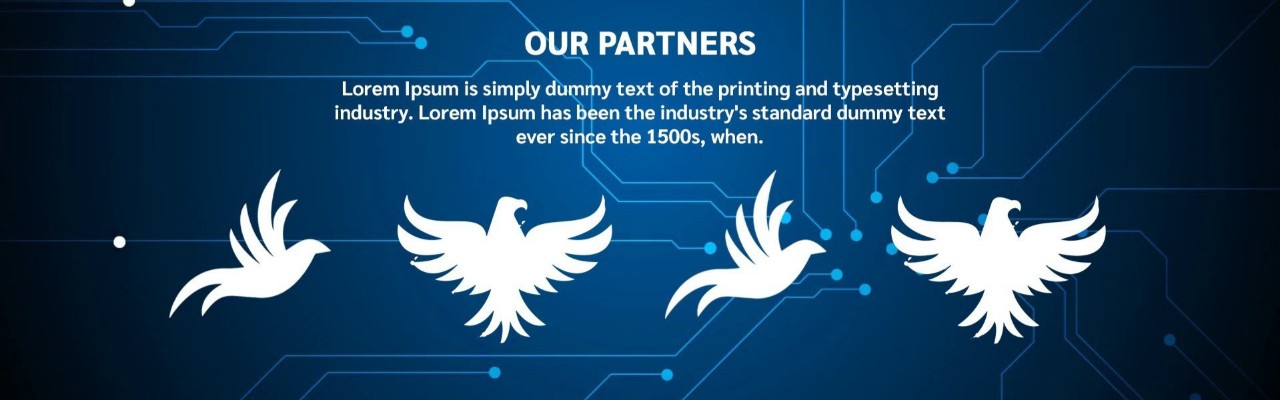 OUR PARTNERS
Lorem Ipsum is simply dummy text of the printing and typesetting
industry. Lorem Ipsum has been the industry's standard dummy text
ever since the 1500s, when.